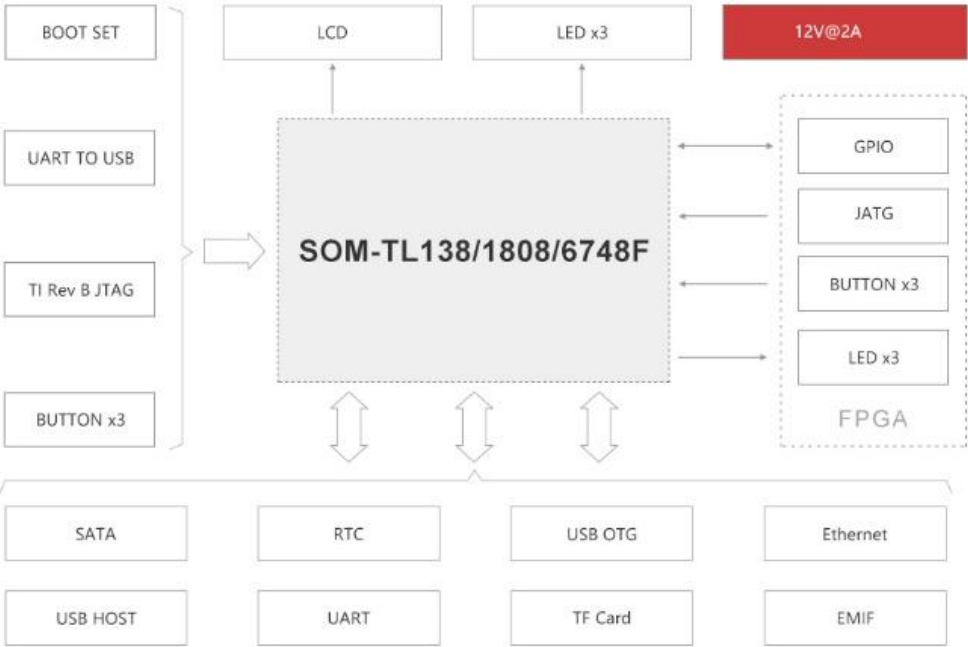 BOOT SET
LCD
LED x3
12V@2A
UART TO USB
TI Rev B JTAG
BUTTON x3
SOM-TL138/1808/6748F
GPIO
JATG
BUTTON x3
LED x3
FPGA
SATA
RTC
USB OTG
Ethernet
USB HOST
UART
TF Card
EMIF